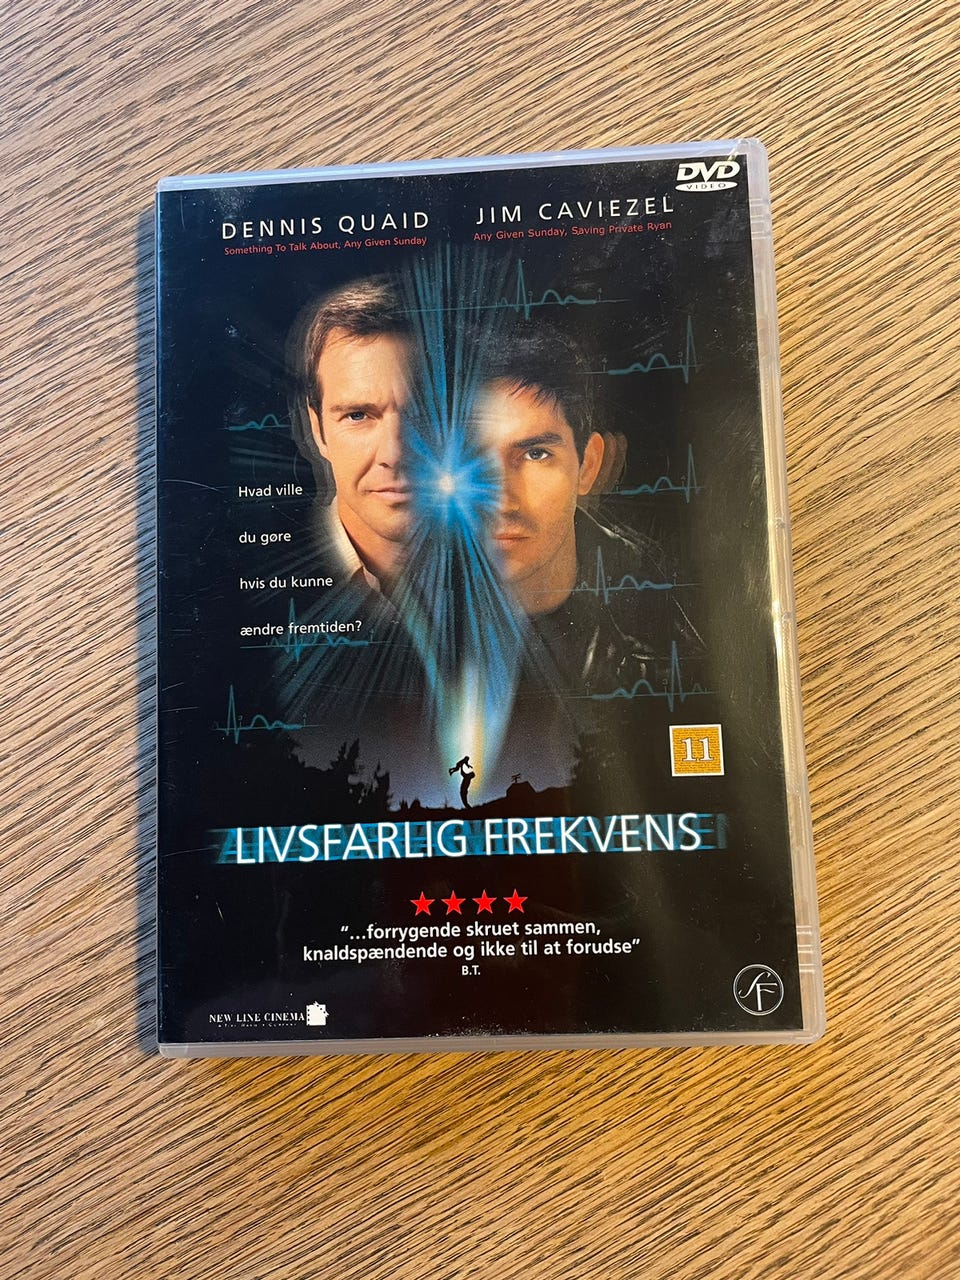 DVD
VIDEO
DENNIS QUAID
Something To Talk About, Any Given Sunday
JIM CAVIEZEL
Any Given Sunday, Saving Private Ryan
Hvad ville
du gøre
hvis du kunne
ændre fremtiden?
11
LIVSFARLIG FREKVENS
"...forrygende skruet sammen,
knaldspændende og ikke til at forudse"
B.T.
NEW LINE CINEMA
SF